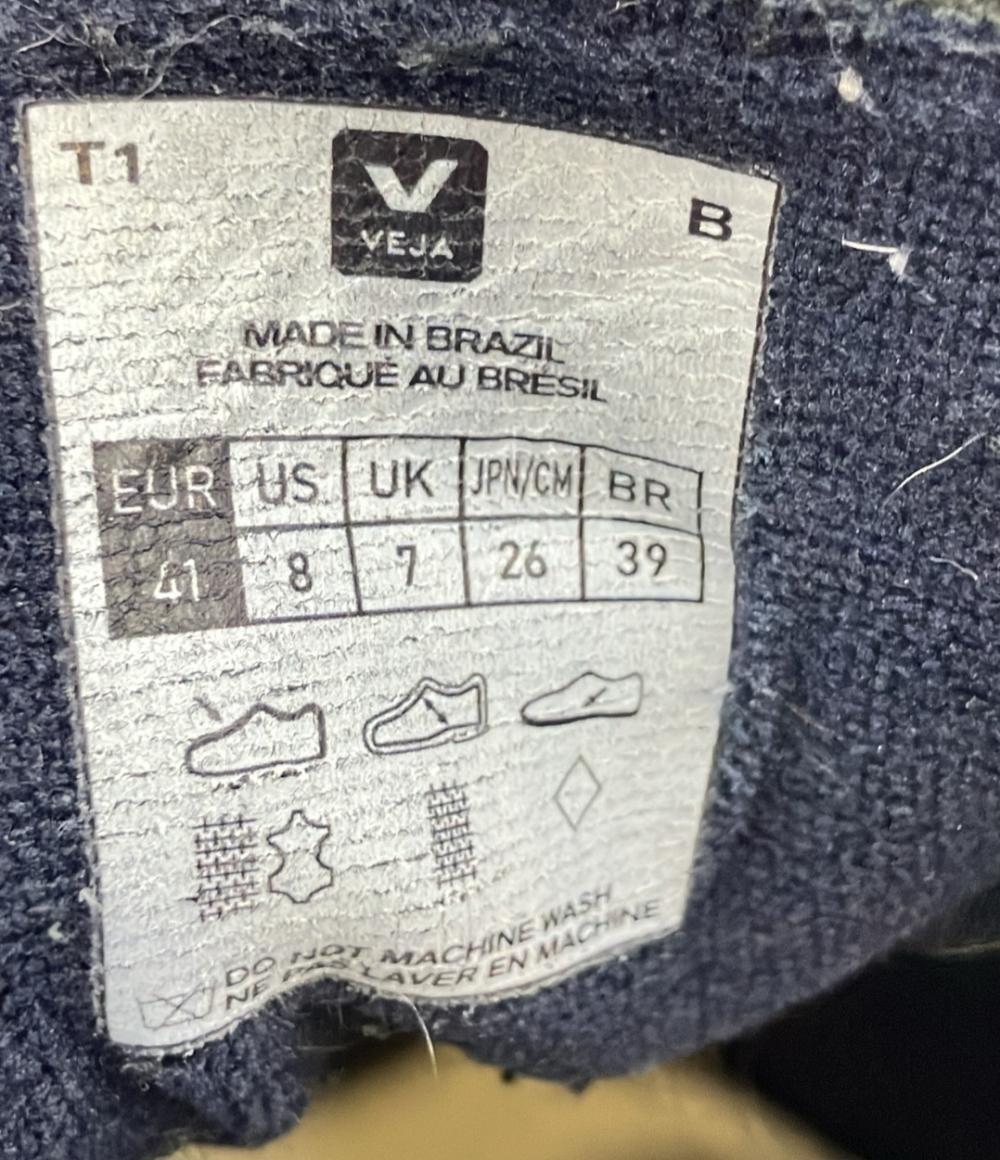 T1
VEJA
B
MADE IN BRAZIL
FABRIQUÉ AU BRÉSIL
EUR US UK JPN/CM BR
41 8 7 26 39
DO NOT MACHINE WASH
NE PAS LAVER EN MACHINE